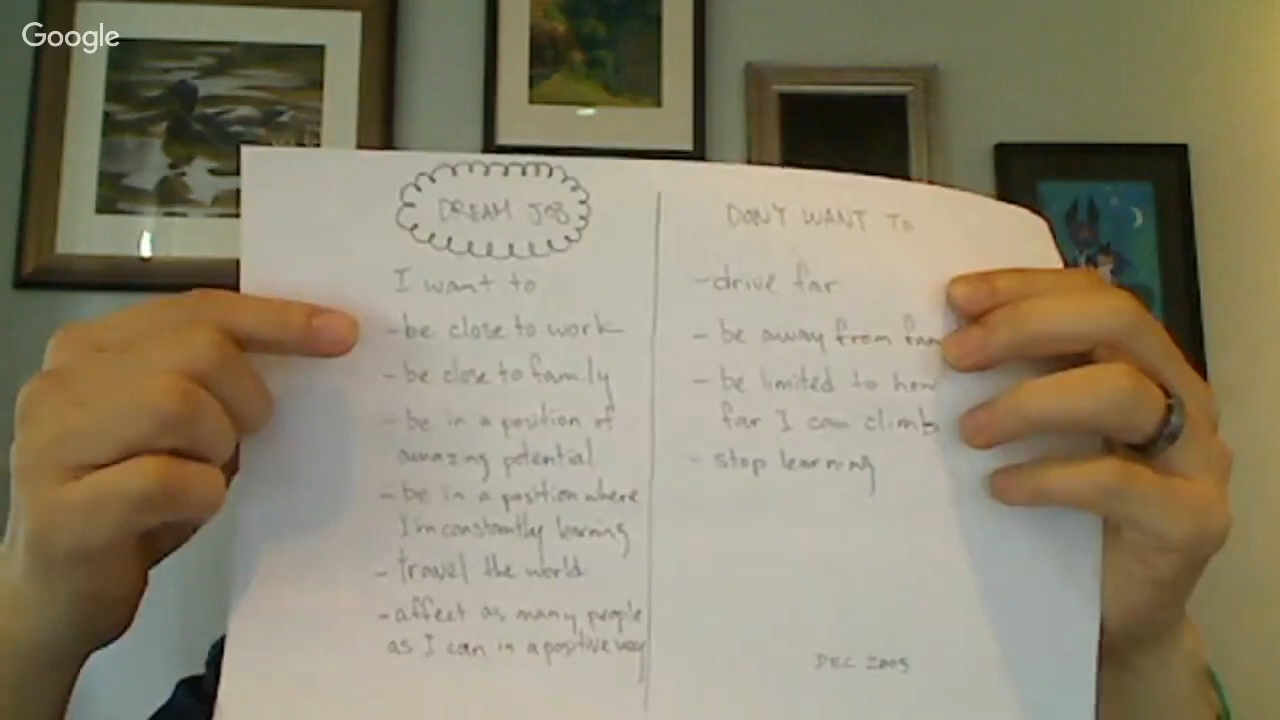 Google
DREAM JOB
I want to
- be close to work
- be close to family
- be in a position of
amazing potential
- be in a position where
I'm constantly learning
- travel the world
- affect as many people
as I can in a positive way
DON'T WANT TO
- drive far
- be away from fam
- be limited to how
far I can climb
- stop learning
DEC 2009